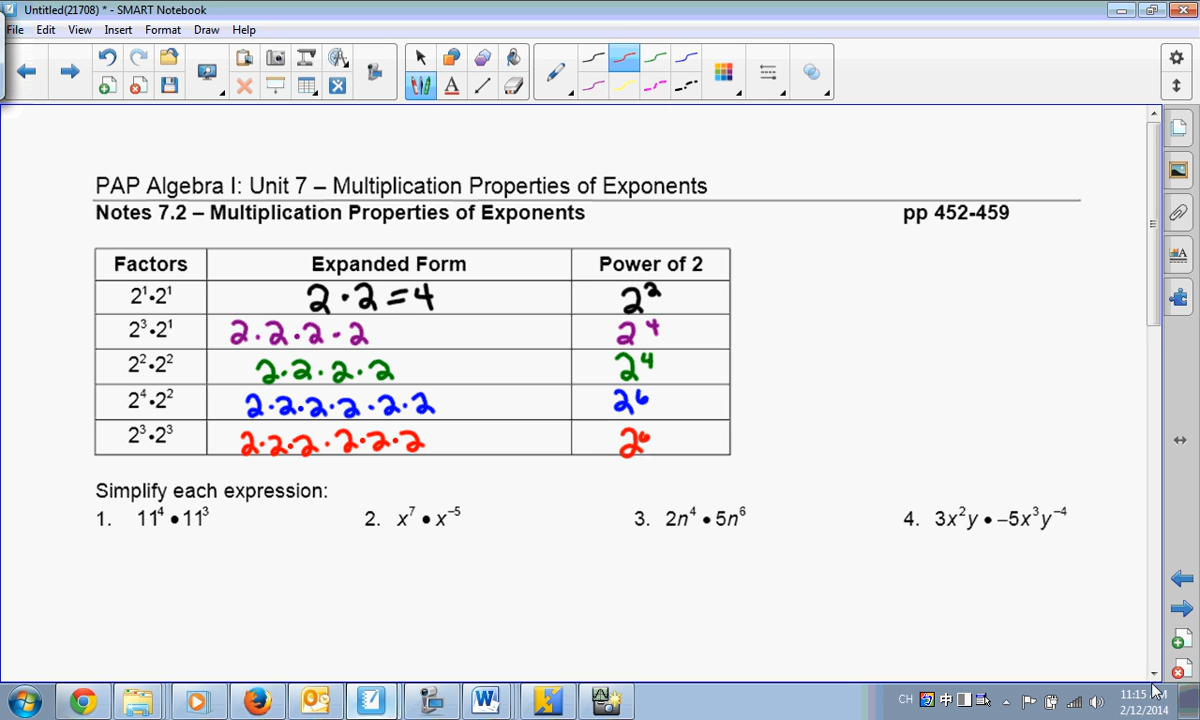 Untitled(21708) * - SMART Notebook
File Edit View Insert Format Draw Help
PAP Algebra I: Unit 7 – Multiplication Properties of Exponents
Notes 7.2 – Multiplication Properties of Exponents pp 452-459
Factors Expanded Form Power of 2
2¹•2¹ 2·2=4 2²
2³•2¹ 2·2·2·2 2⁴
2²•2² 2·2·2·2 2⁴
2⁴•2² 2·2·2·2·2·2 2⁶
2³•2³ 2·2·2·2·2·2 2⁶
Simplify each expression:
1. 11⁴•11³ 2. x⁷•x⁻⁵ 3. 2n⁴•5n⁶ 4. 3x²y•–5x³y⁻⁴
CH 中 11:15
2/12/2014